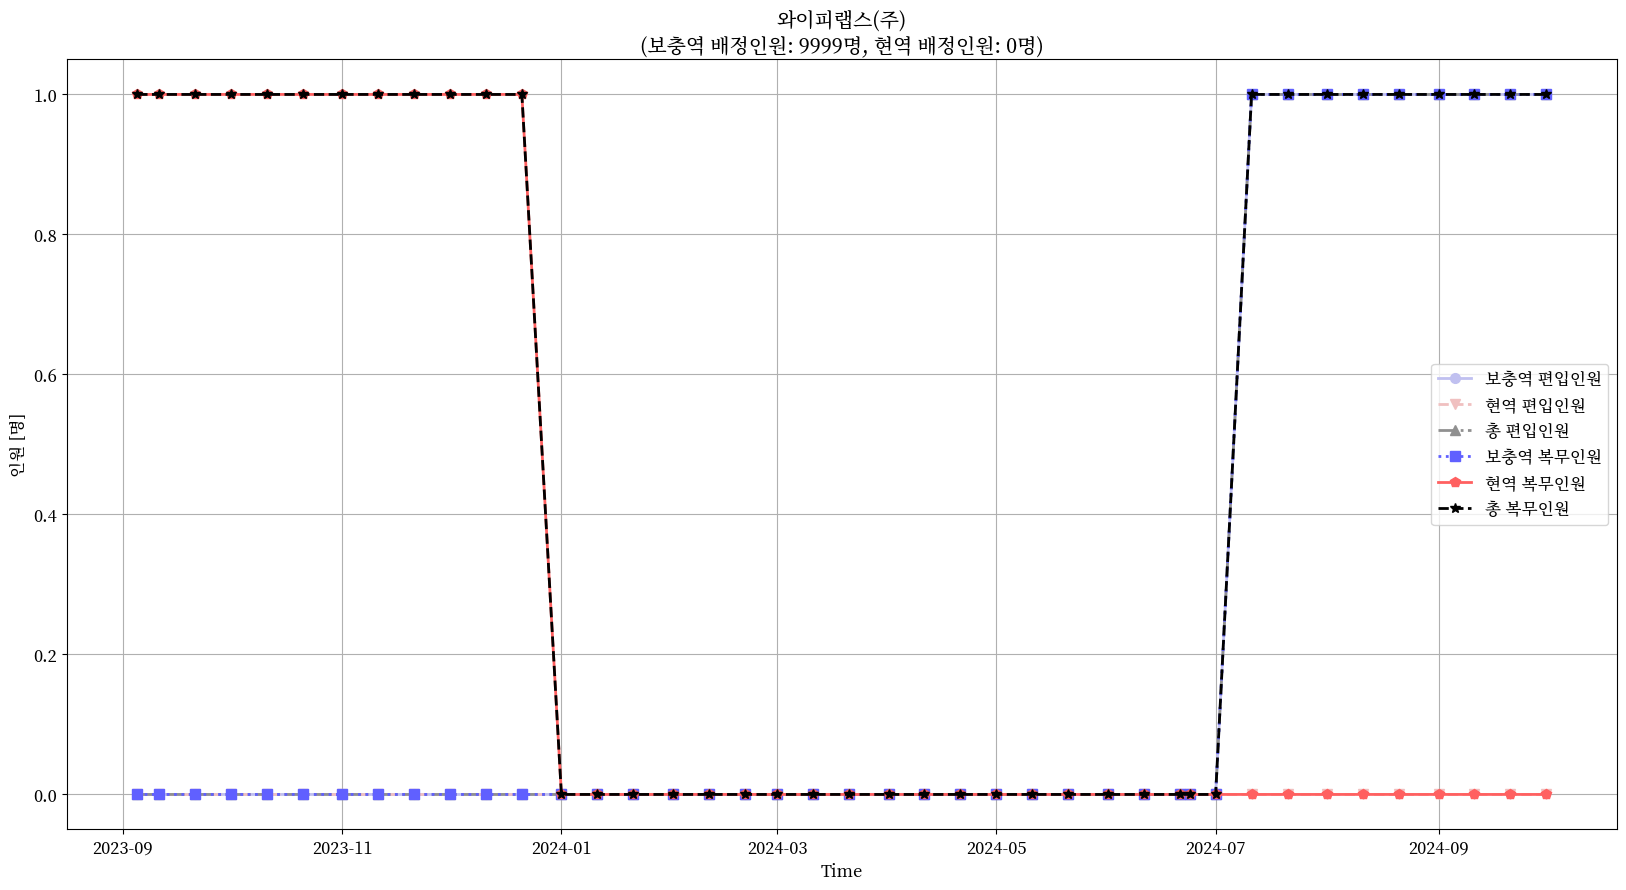 와이피랩스(주)
(보충역 배정인원: 9999명, 현역 배정인원: 0명)
인원 [명]
1.0
0.8
0.6
0.4
0.2
0.0
보충역 편입인원
현역 편입인원
총 편입인원
보충역 복무인원
현역 복무인원
총 복무인원
2023-09 2023-11 2024-01 2024-03 2024-05 2024-07 2024-09
Time